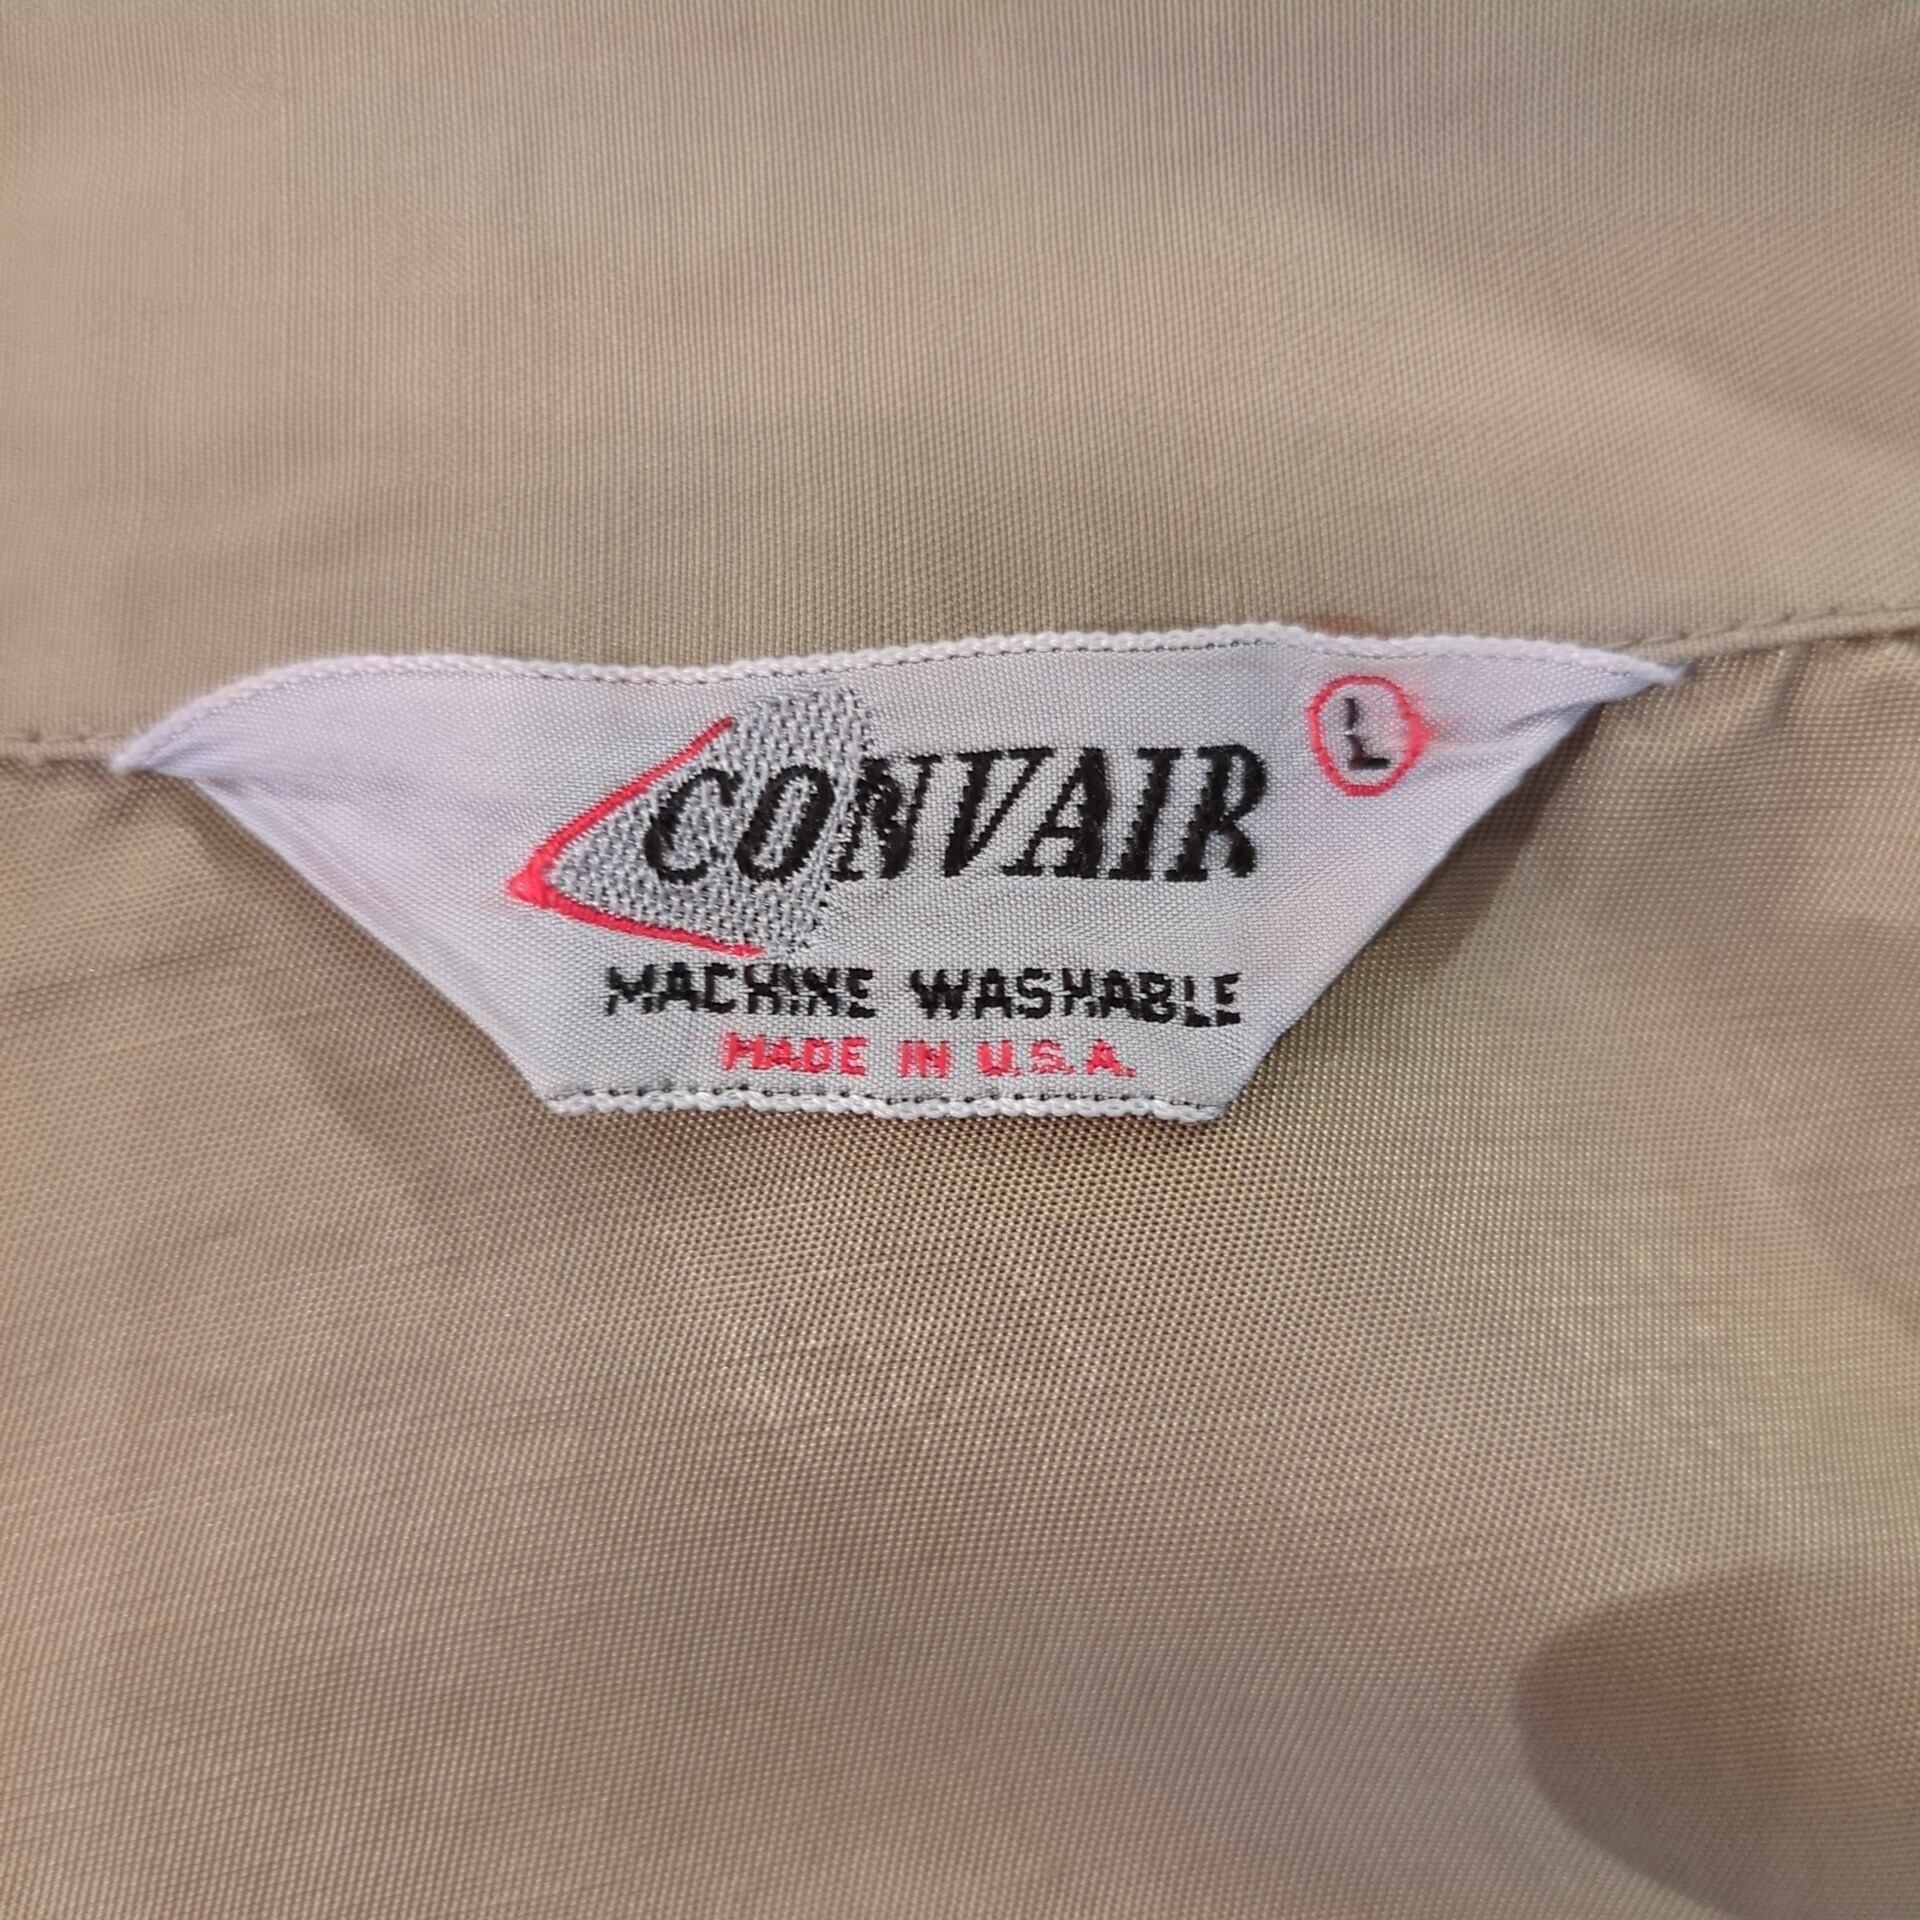 L
CONVAIR
MACHINE WASHABLE
MADE IN U.S.A.